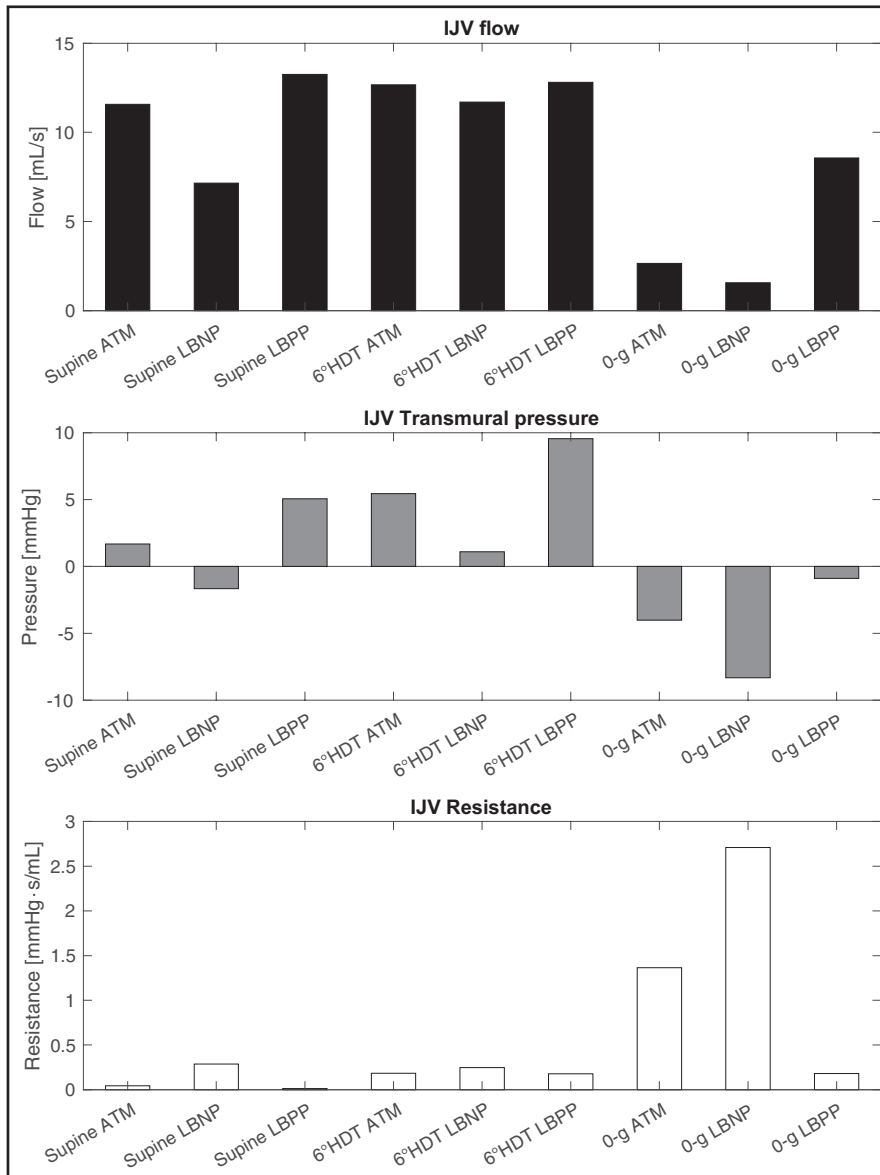 IJV flow
Flow [mL/s]
15
10
5
0
Supine ATM
Supine LBNP
Supine LBPP
6°HDT ATM
6°HDT LBNP
6°HDT LBPP
0-g ATM
0-g LBNP
0-g LBPP
IJV Transmural pressure
Pressure [mmHg]
10
5
0
-5
-10
Supine ATM
Supine LBNP
Supine LBPP
6°HDT ATM
6°HDT LBNP
6°HDT LBPP
0-g ATM
0-g LBNP
0-g LBPP
IJV Resistance
Resistance [mmHg·s/mL]
3
2.5
2
1.5
1
0.5
0
Supine ATM
Supine LBNP
Supine LBPP
6°HDT ATM
6°HDT LBNP
6°HDT LBPP
0-g ATM
0-g LBNP
0-g LBPP